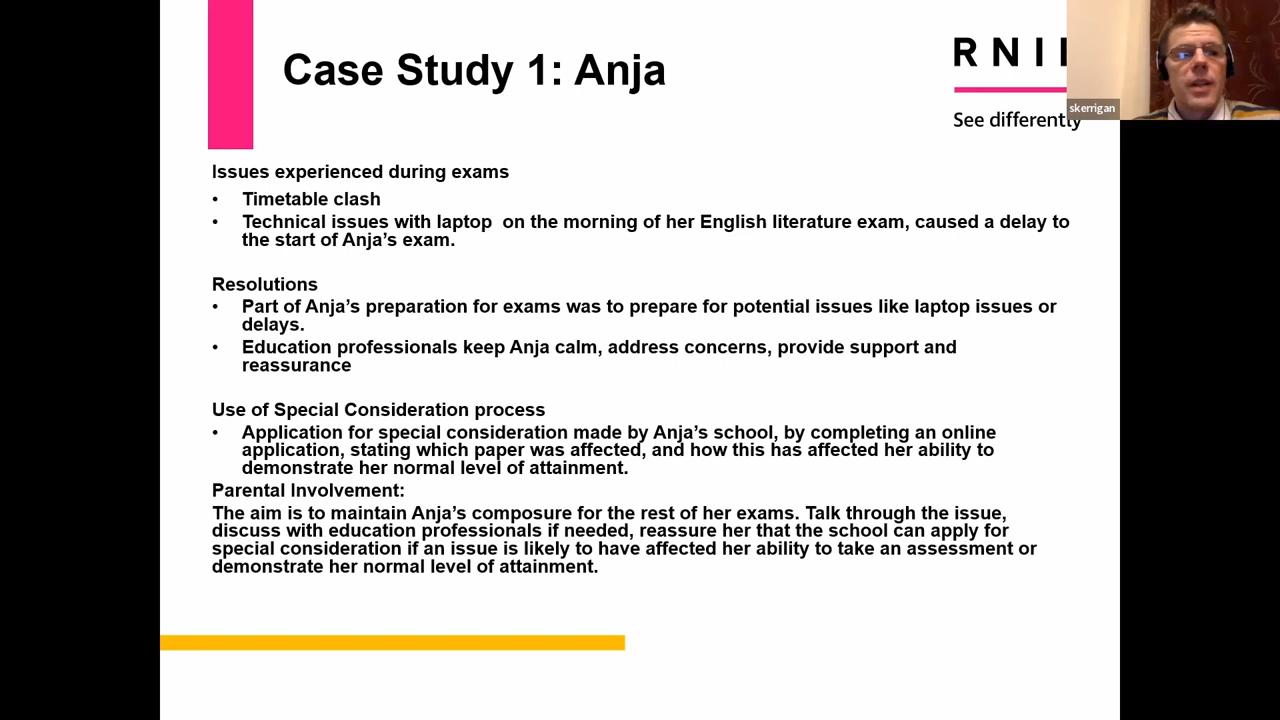 Case Study 1: Anja
RNI
See differently
skerrigan
Issues experienced during exams
• Timetable clash
• Technical issues with laptop  on the morning of her English literature exam, caused a delay to
the start of Anja’s exam.
Resolutions
• Part of Anja’s preparation for exams was to prepare for potential issues like laptop issues or
delays.
• Education professionals keep Anja calm, address concerns, provide support and
reassurance
Use of Special Consideration process
• Application for special consideration made by Anja’s school, by completing an online
application, stating which paper was affected, and how this has affected her ability to
demonstrate her normal level of attainment.
Parental Involvement:
The aim is to maintain Anja’s composure for the rest of her exams. Talk through the issue,
discuss with education professionals if needed, reassure her that the school can apply for
special consideration if an issue is likely to have affected her ability to take an assessment or
demonstrate her normal level of attainment.